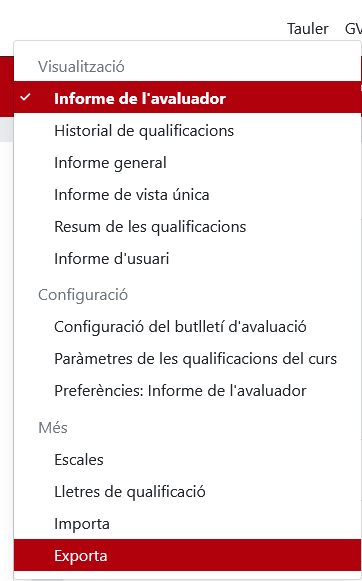 Tauler GV
Visualització
Informe de l'avaluador
Historial de qualificacions
Informe general
Informe de vista única
Resum de les qualificacions
Informe d'usuari
Configuració
Configuració del butlletí d'avaluació
Paràmetres de les qualificacions del curs
Preferències: Informe de l'avaluador
Més
Escales
Lletres de qualificació
Importa
Exporta